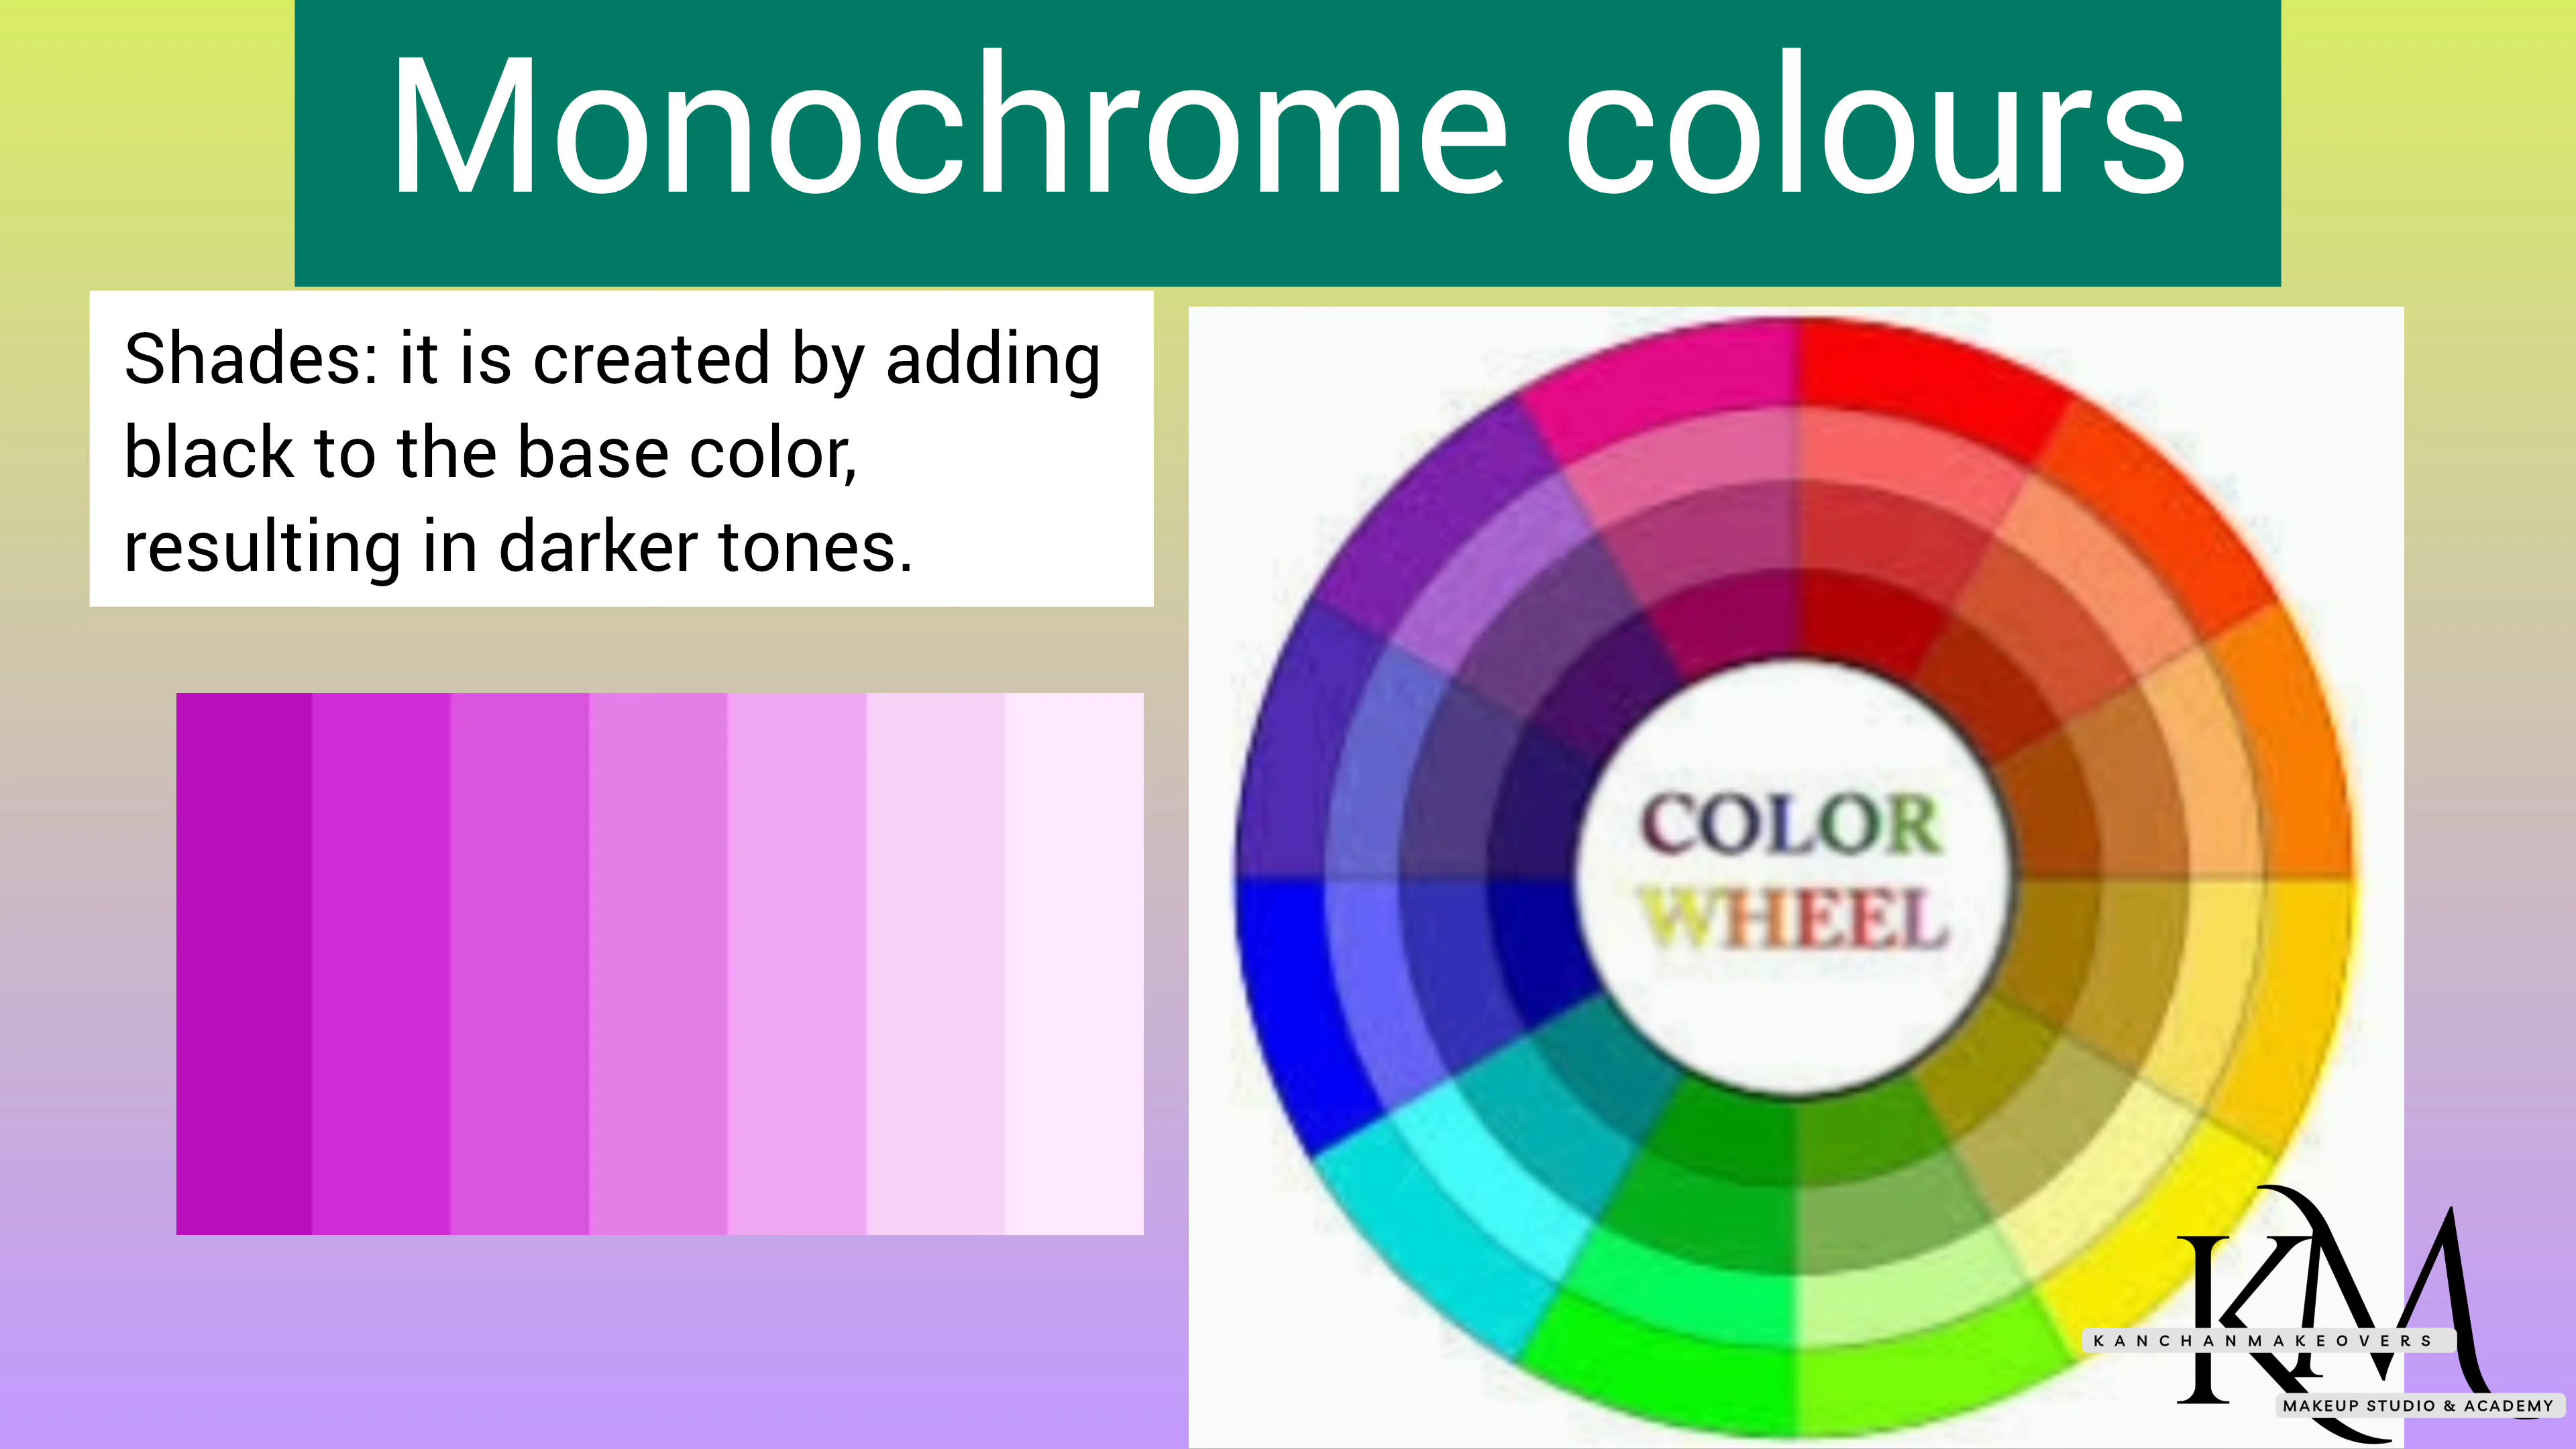 Monochrome colours
Shades: it is created by adding
black to the base color,
resulting in darker tones.
COLOR
WHEEL
KM
KANCHANMAKEOVERS
MAKEUP STUDIO & ACADEMY